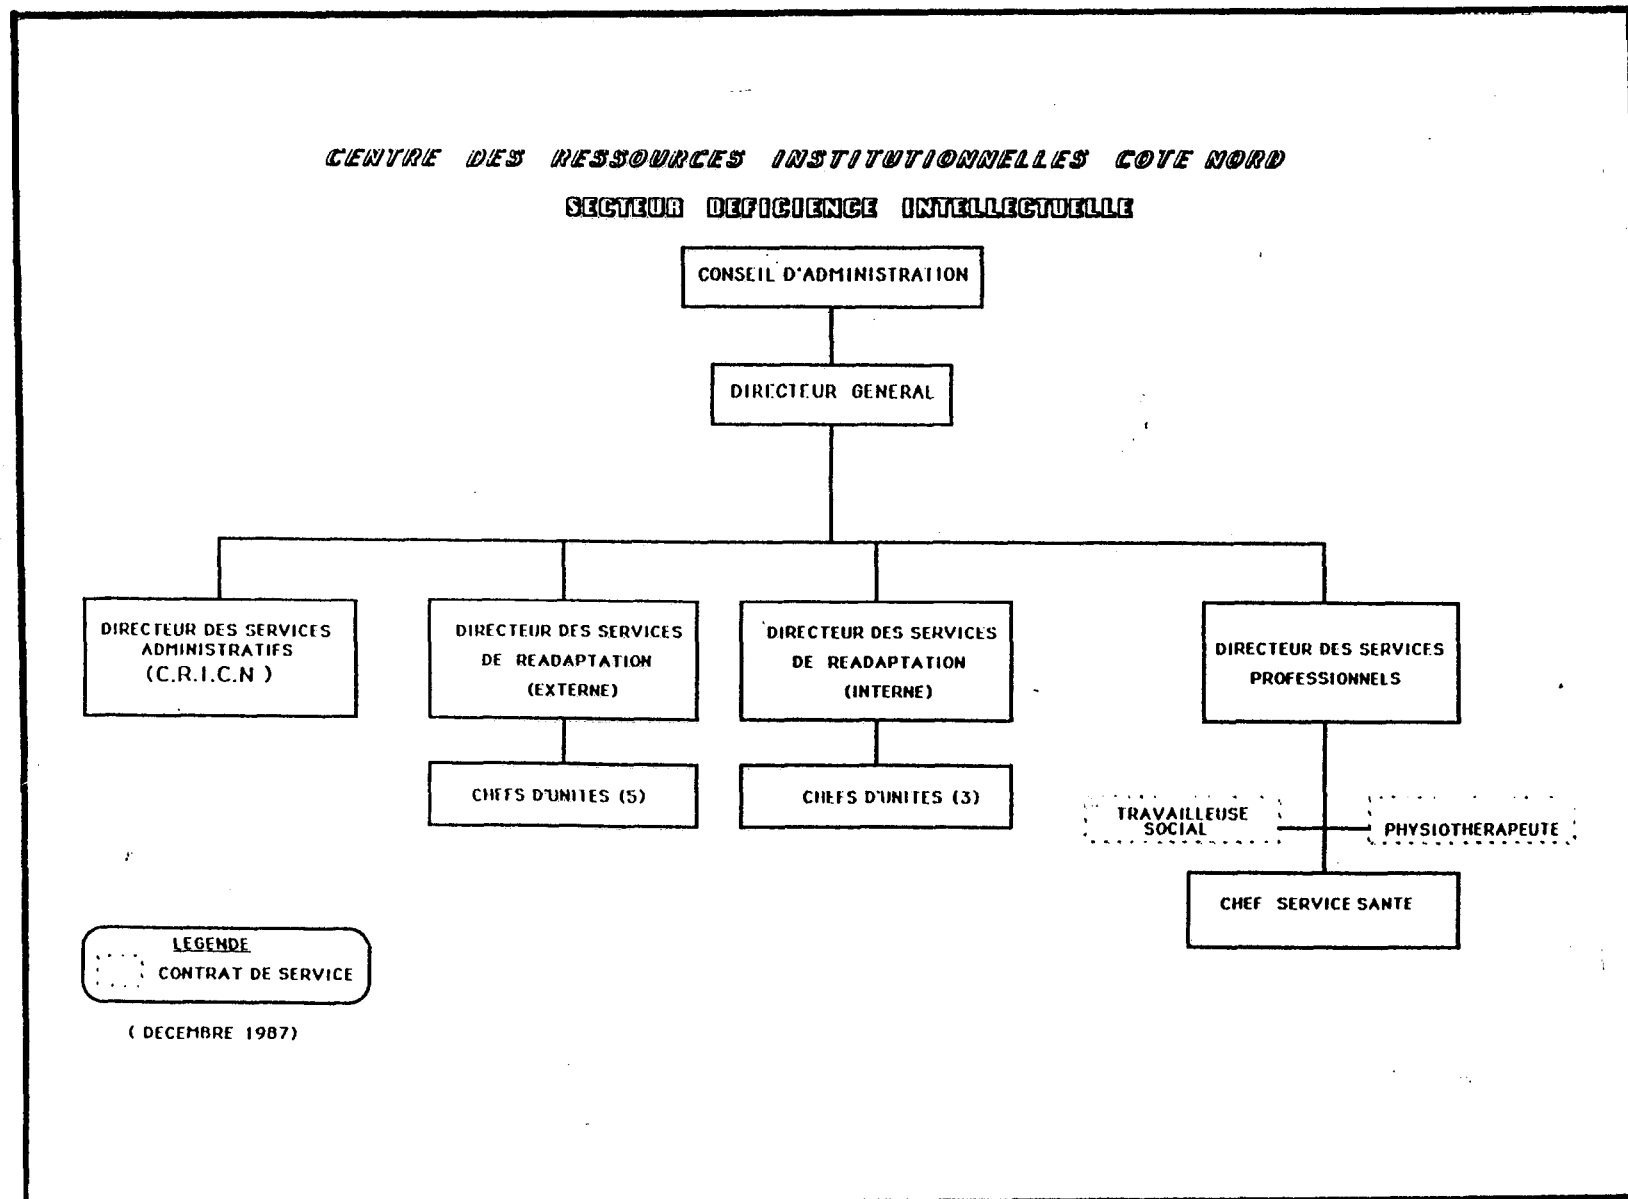 CENTRE DES RESSOURCES INSTITUTIONNELLES COTE NORD
SECTEUR DEFICIENCE INTELLECTUELLE
CONSEIL D'ADMINISTRATION
DIRECTEUR GENERAL
DIRECTEUR DES SERVICES
ADMINISTRATIFS
(C.R.I.C.N )
DIRECTEUR DES SERVICES
DE READAPTATION
(EXTERNE)
DIRECTEUR DES SERVICES
DE READAPTATION
(INTERNE)
DIRECTEUR DES SERVICES
PROFESSIONNELS
CHEFS D'UNITES (5)
CHEFS D'UNITES (3)
TRAVAILLEUSE
SOCIAL
PHYSIOTHERAPEUTE
CHEF SERVICE SANTE
LEGENDE
CONTRAT DE SERVICE
( DECEMBRE 1987)